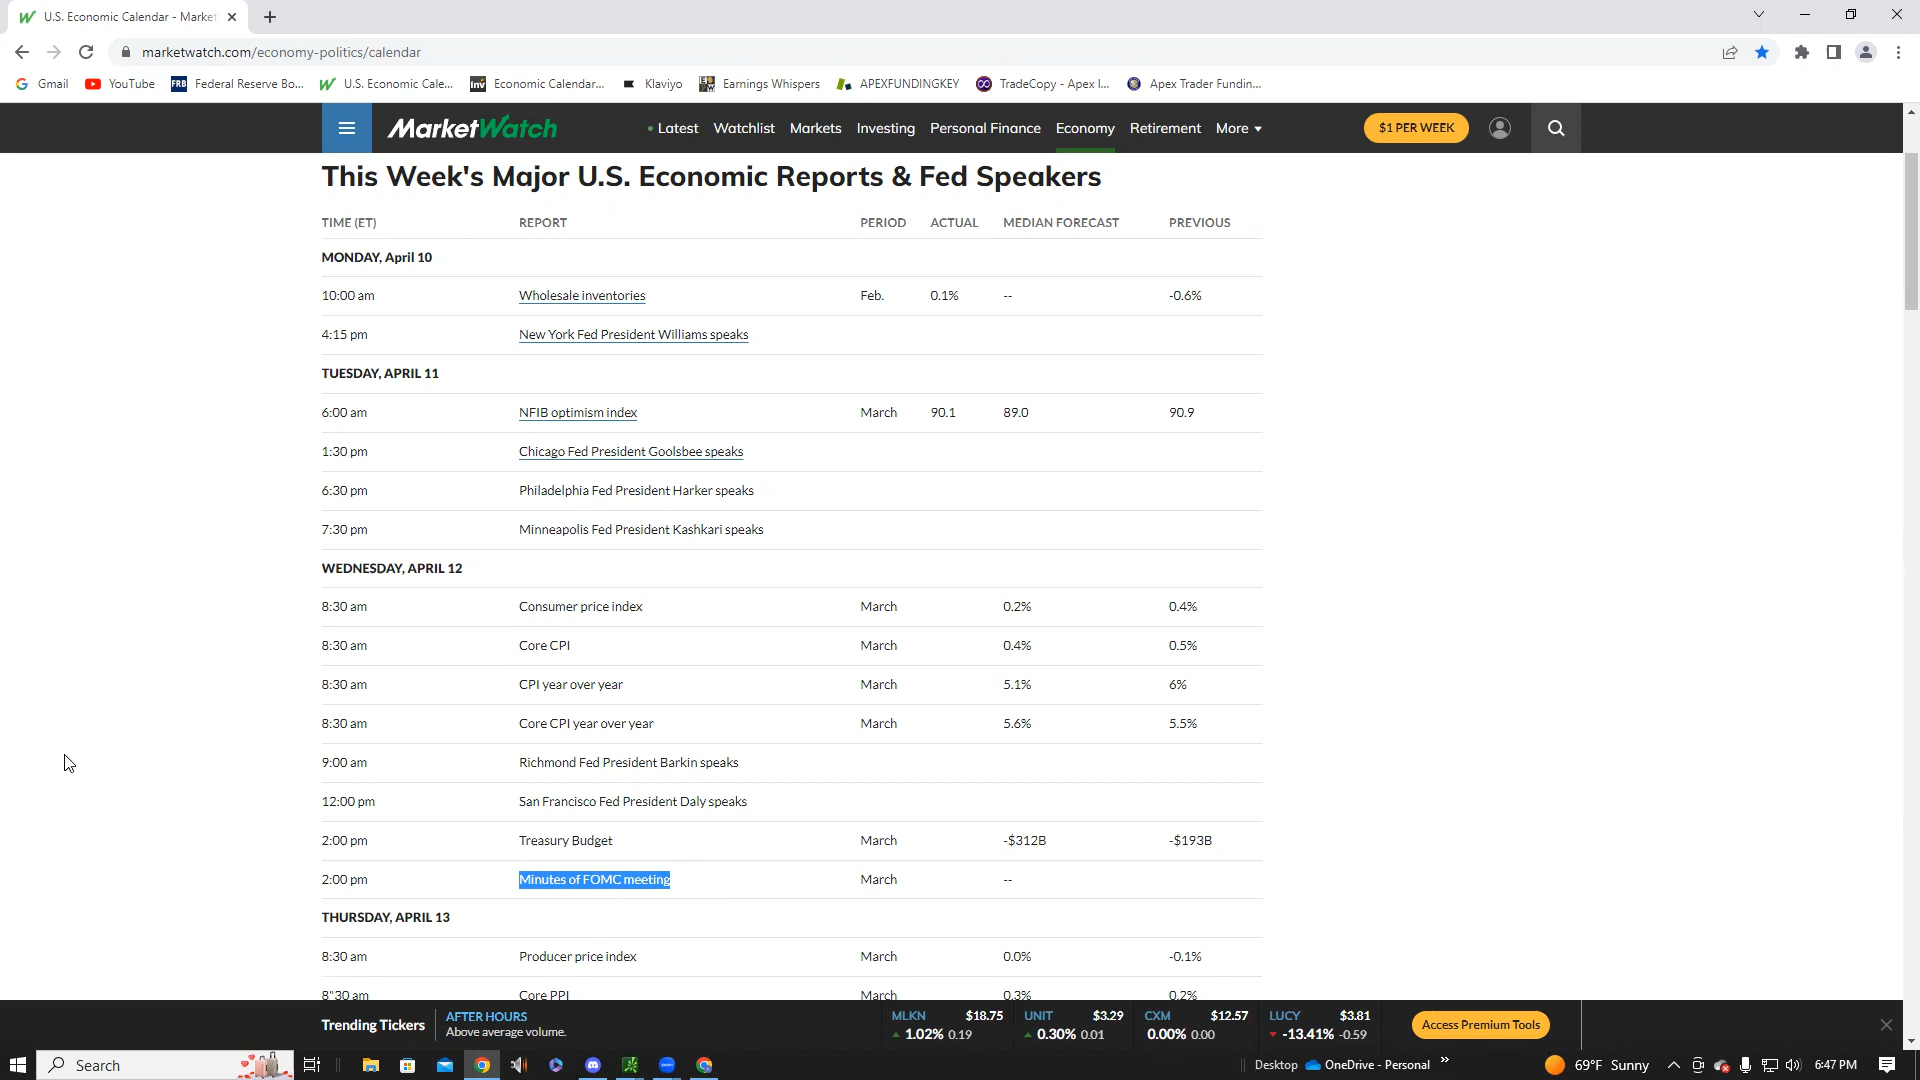 U.S. Economic Calendar - Market
marketwatch.com/economy-politics/calendar
Gmail YouTube FRB Federal Reserve Bo... U.S. Economic Cale... inv Economic Calendar... Klaviyo Earnings Whispers APEXFUNDINGKEY TradeCopy - Apex I... Apex Trader Fundin...
MarketWatch Latest Watchlist Markets Investing Personal Finance Economy Retirement More $1 PER WEEK
This Week's Major U.S. Economic Reports & Fed Speakers
TIME (ET) REPORT PERIOD ACTUAL MEDIAN FORECAST PREVIOUS
MONDAY, April 10
10:00 am Wholesale inventories Feb. 0.1% -- -0.6%
4:15 pm New York Fed President Williams speaks
TUESDAY, APRIL 11
6:00 am NFIB optimism index March 90.1 89.0 90.9
1:30 pm Chicago Fed President Goolsbee speaks
6:30 pm Philadelphia Fed President Harker speaks
7:30 pm Minneapolis Fed President Kashkari speaks
WEDNESDAY, APRIL 12
8:30 am Consumer price index March 0.2% 0.4%
8:30 am Core CPI March 0.4% 0.5%
8:30 am CPI year over year March 5.1% 6%
8:30 am Core CPI year over year March 5.6% 5.5%
9:00 am Richmond Fed President Barkin speaks
12:00 pm San Francisco Fed President Daly speaks
2:00 pm Treasury Budget March -$312B -$193B
2:00 pm Minutes of FOMC meeting March --
THURSDAY, APRIL 13
8:30 am Producer price index March 0.0% -0.1%
8"30 am Core PPI March 0.3% 0.2%
Trending Tickers AFTER HOURS MLKN $18.75 UNIT $3.29 CXM $12.57 LUCY $3.81 Access Premium Tools
Above average volume. 1.02% 0.19 0.30% 0.01 0.00% 0.00 -13.41% -0.59
Search Desktop OneDrive - Personal 69°F Sunny 6:47 PM